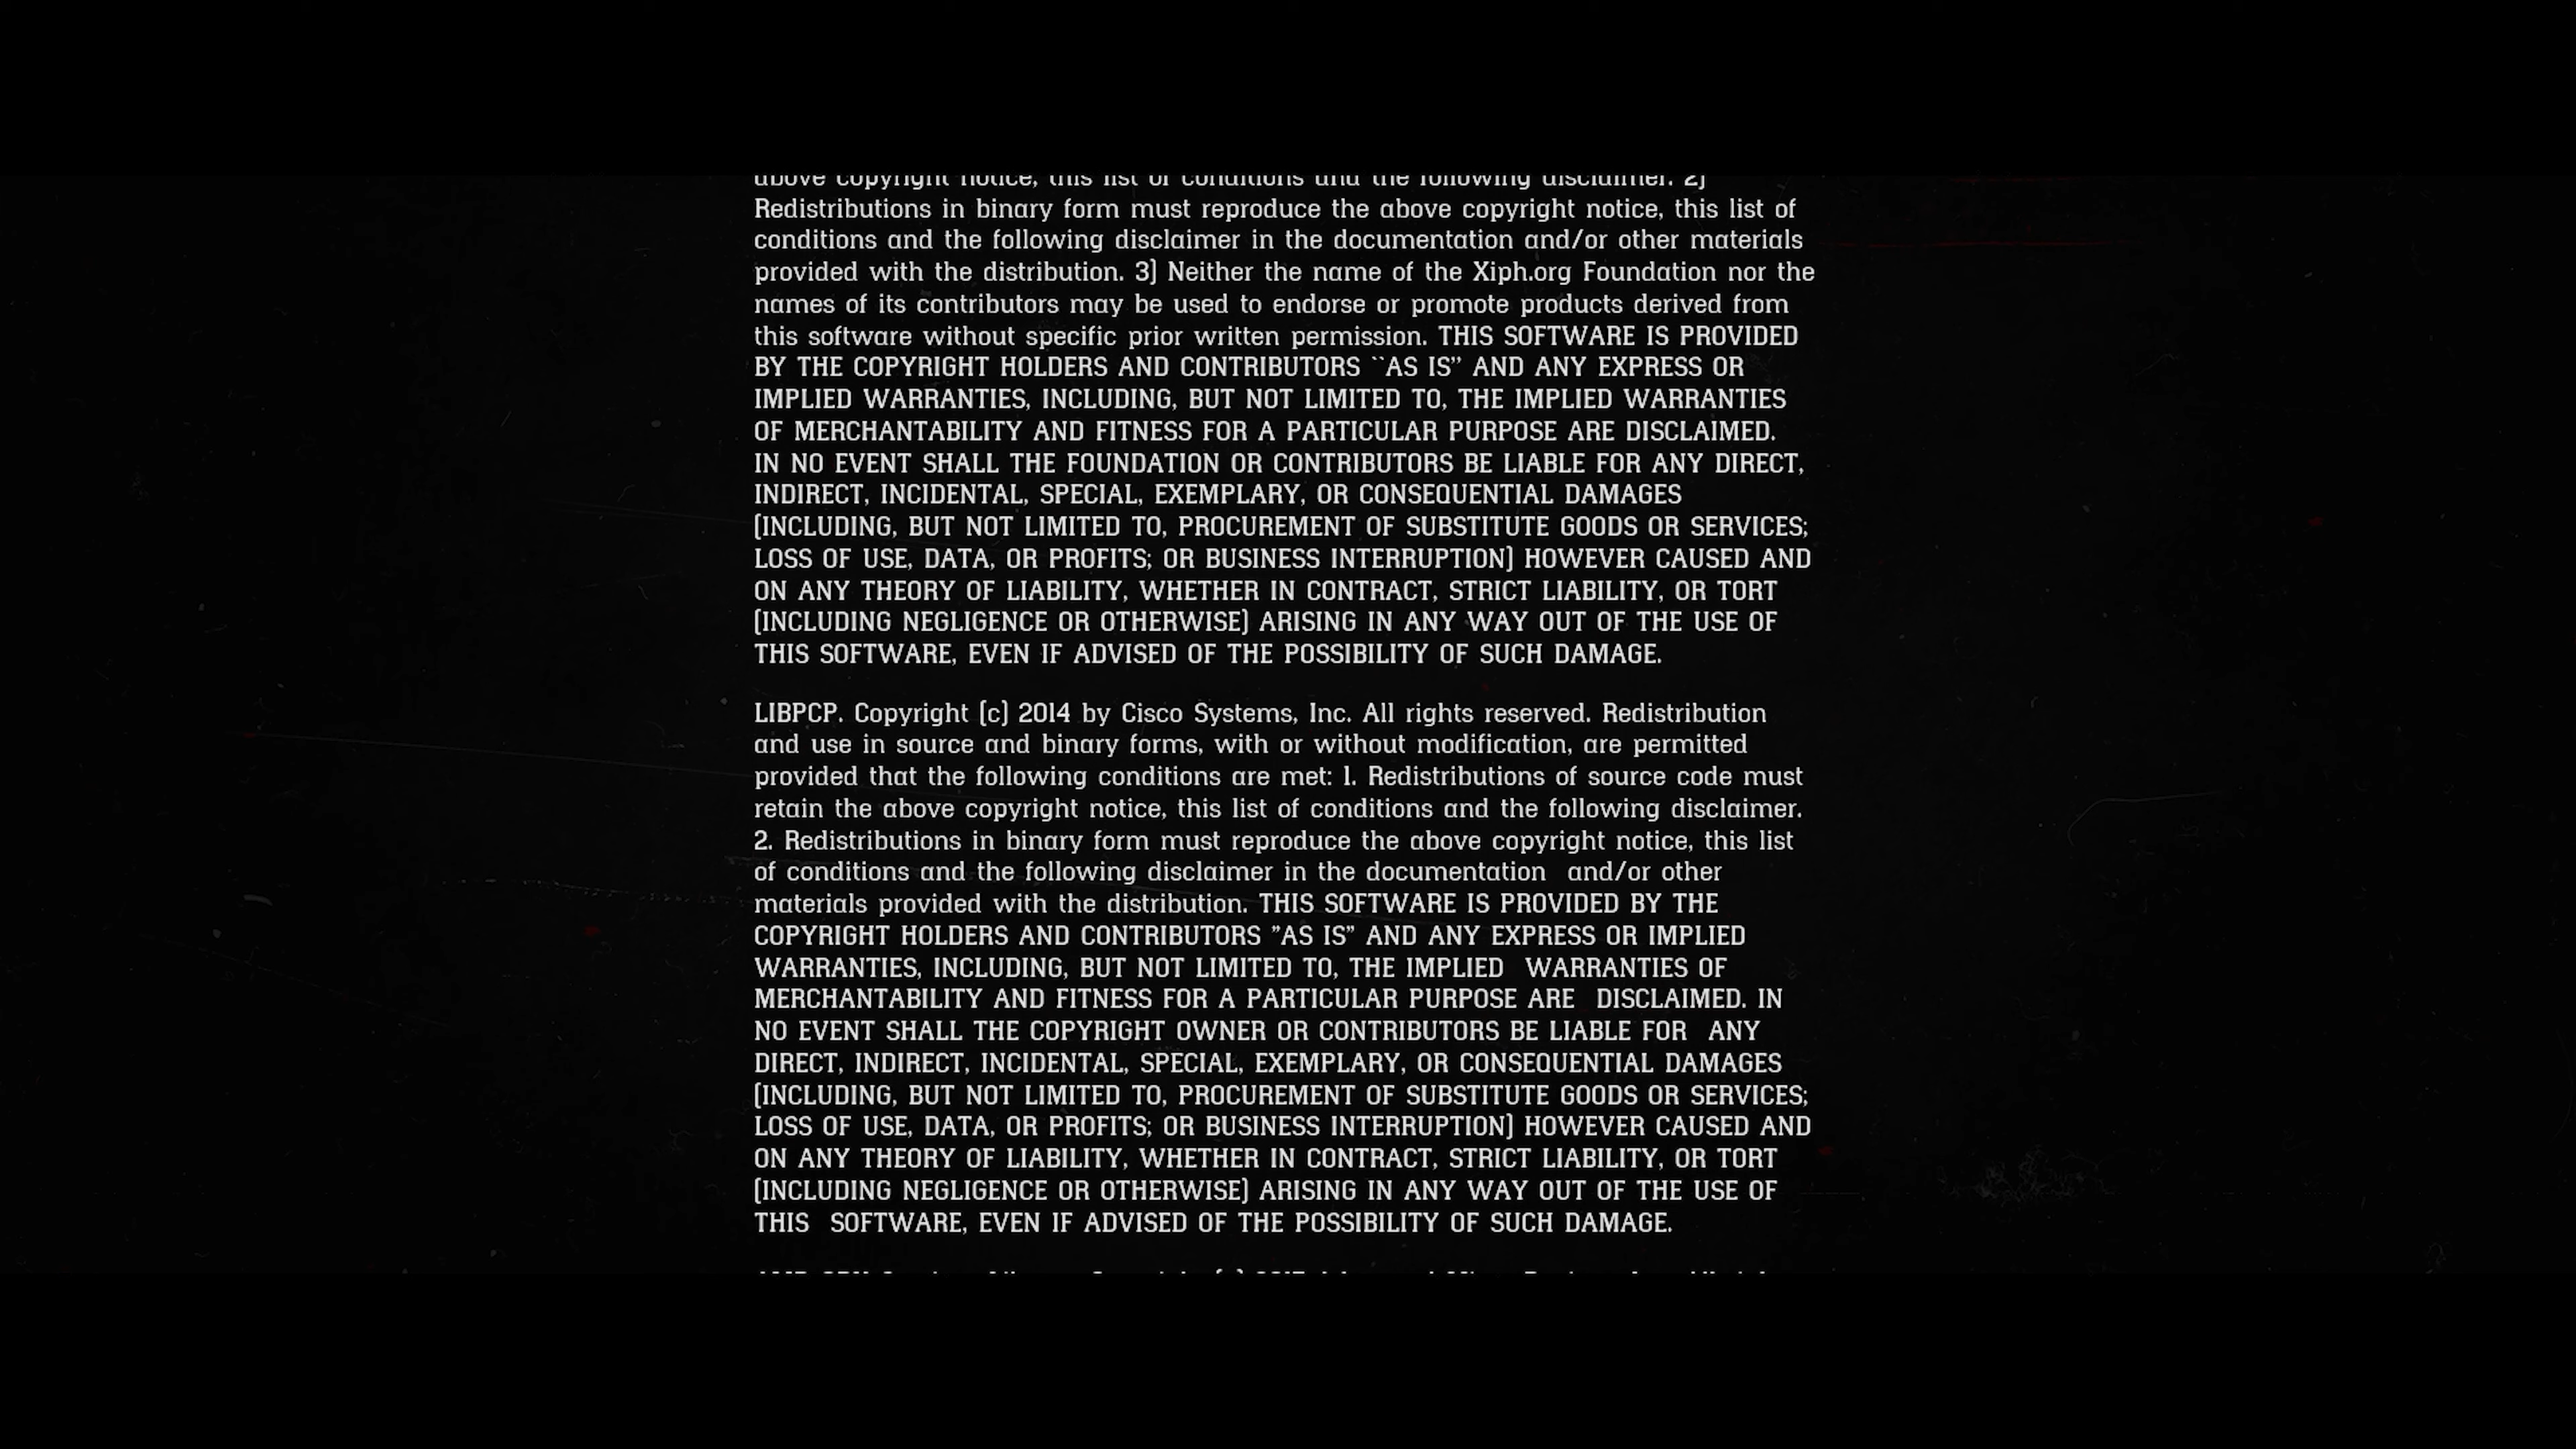 above copyright notice, this list of conditions and the following disclaimer. 2)
Redistributions in binary form must reproduce the above copyright notice, this list of
conditions and the following disclaimer in the documentation and/or other materials
provided with the distribution. 3) Neither the name of the Xiph.org Foundation nor the
names of its contributors may be used to endorse or promote products derived from
this software without specific prior written permission. THIS SOFTWARE IS PROVIDED
BY THE COPYRIGHT HOLDERS AND CONTRIBUTORS ``AS IS” AND ANY EXPRESS OR
IMPLIED WARRANTIES, INCLUDING, BUT NOT LIMITED TO, THE IMPLIED WARRANTIES
OF MERCHANTABILITY AND FITNESS FOR A PARTICULAR PURPOSE ARE DISCLAIMED.
IN NO EVENT SHALL THE FOUNDATION OR CONTRIBUTORS BE LIABLE FOR ANY DIRECT,
INDIRECT, INCIDENTAL, SPECIAL, EXEMPLARY, OR CONSEQUENTIAL DAMAGES
(INCLUDING, BUT NOT LIMITED TO, PROCUREMENT OF SUBSTITUTE GOODS OR SERVICES;
LOSS OF USE, DATA, OR PROFITS; OR BUSINESS INTERRUPTION) HOWEVER CAUSED AND
ON ANY THEORY OF LIABILITY, WHETHER IN CONTRACT, STRICT LIABILITY, OR TORT
(INCLUDING NEGLIGENCE OR OTHERWISE) ARISING IN ANY WAY OUT OF THE USE OF
THIS SOFTWARE, EVEN IF ADVISED OF THE POSSIBILITY OF SUCH DAMAGE.
LIBPCP. Copyright (c) 2014 by Cisco Systems, Inc. All rights reserved. Redistribution
and use in source and binary forms, with or without modification, are permitted
provided that the following conditions are met: 1. Redistributions of source code must
retain the above copyright notice, this list of conditions and the following disclaimer.
2. Redistributions in binary form must reproduce the above copyright notice, this list
of conditions and the following disclaimer in the documentation  and/or other
materials provided with the distribution. THIS SOFTWARE IS PROVIDED BY THE
COPYRIGHT HOLDERS AND CONTRIBUTORS ”AS IS” AND ANY EXPRESS OR IMPLIED
WARRANTIES, INCLUDING, BUT NOT LIMITED TO, THE IMPLIED  WARRANTIES OF
MERCHANTABILITY AND FITNESS FOR A PARTICULAR PURPOSE ARE  DISCLAIMED. IN
NO EVENT SHALL THE COPYRIGHT OWNER OR CONTRIBUTORS BE LIABLE FOR  ANY
DIRECT, INDIRECT, INCIDENTAL, SPECIAL, EXEMPLARY, OR CONSEQUENTIAL DAMAGES
(INCLUDING, BUT NOT LIMITED TO, PROCUREMENT OF SUBSTITUTE GOODS OR SERVICES;
LOSS OF USE, DATA, OR PROFITS; OR BUSINESS INTERRUPTION) HOWEVER CAUSED AND
ON ANY THEORY OF LIABILITY, WHETHER IN CONTRACT, STRICT LIABILITY, OR TORT
(INCLUDING NEGLIGENCE OR OTHERWISE) ARISING IN ANY WAY OUT OF THE USE OF
THIS  SOFTWARE, EVEN IF ADVISED OF THE POSSIBILITY OF SUCH DAMAGE.